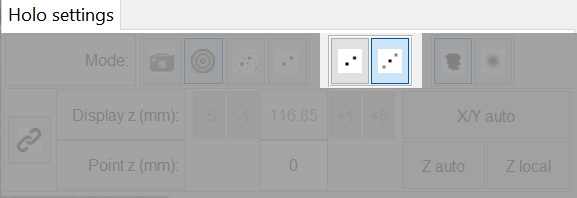 Holo settings
Mode:
Display z (mm): -5 -1 116.85 +1 +5 X/Y auto
Point z (mm): 0 Z auto Z local